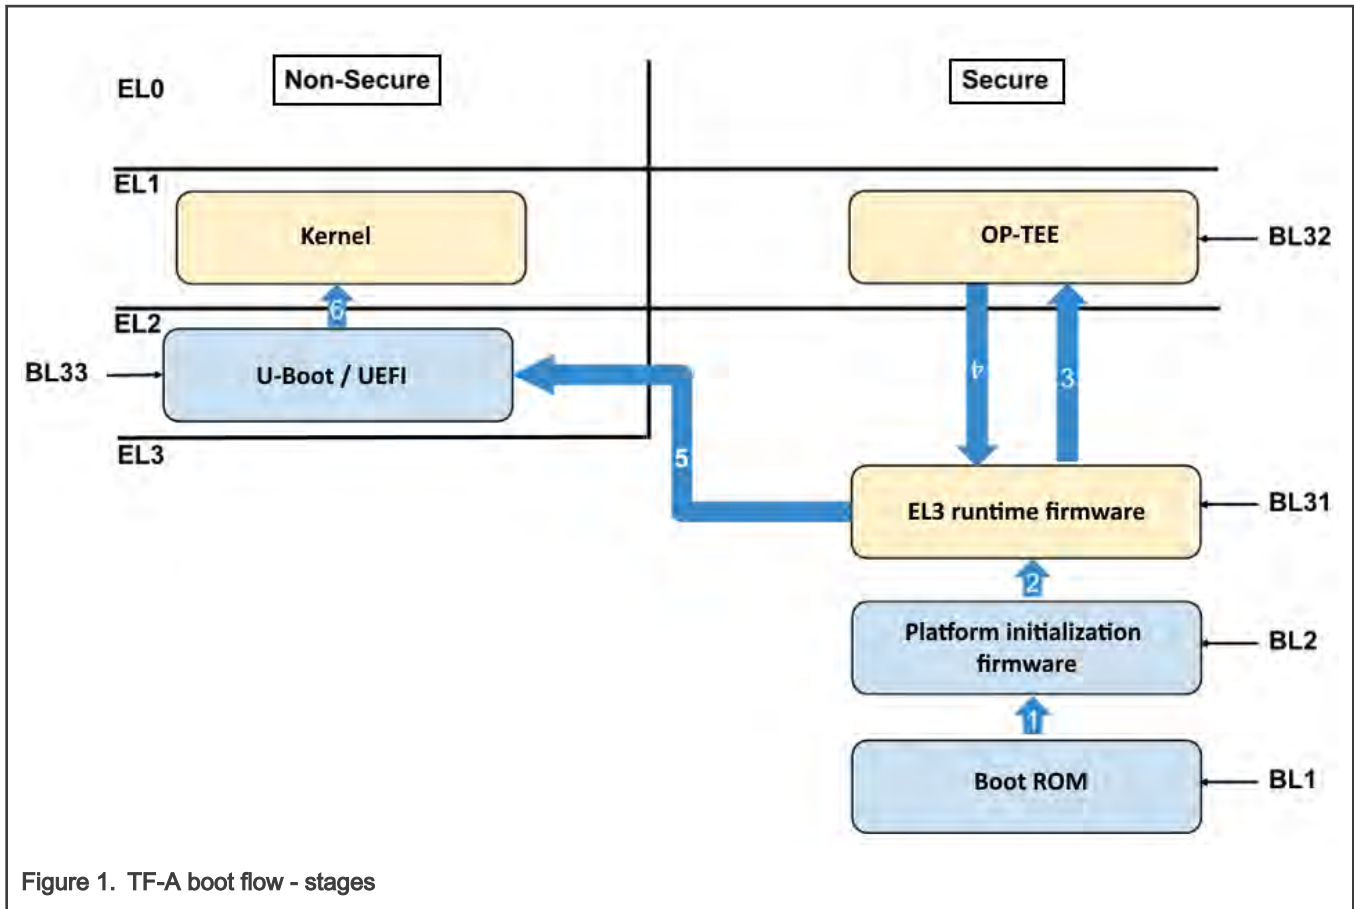 EL0
Non-Secure
Secure
EL1
Kernel
OP-TEE
BL32
6
EL2
BL33
U-Boot / UEFI
4
3
EL3
5
EL3 runtime firmware
BL31
2
Platform initialization
firmware
BL2
1
Boot ROM
BL1
Figure 1. TF-A boot flow - stages